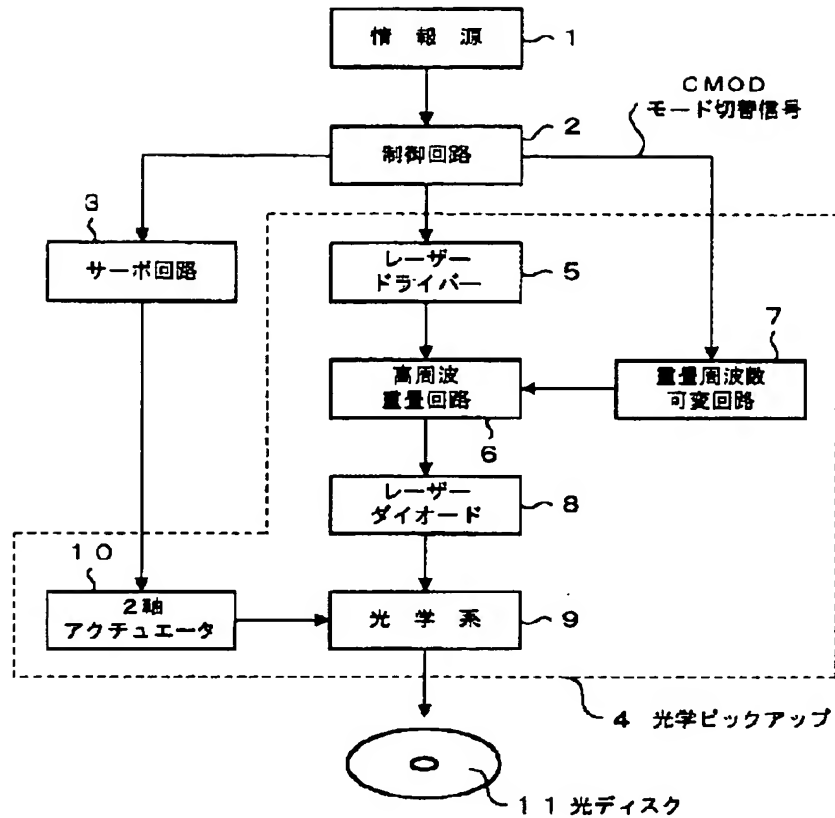 情報源
1
CMOD
モード切替信号
2
制御回路
3
サーボ回路
レーザー
ドライバー
5
7
高周波
重畳回路
重畳周波数
可変回路
6
レーザー
ダイオード
8
10
2軸
アクチュエータ
光学系
9
4 光学ピックアップ
11光ディスク